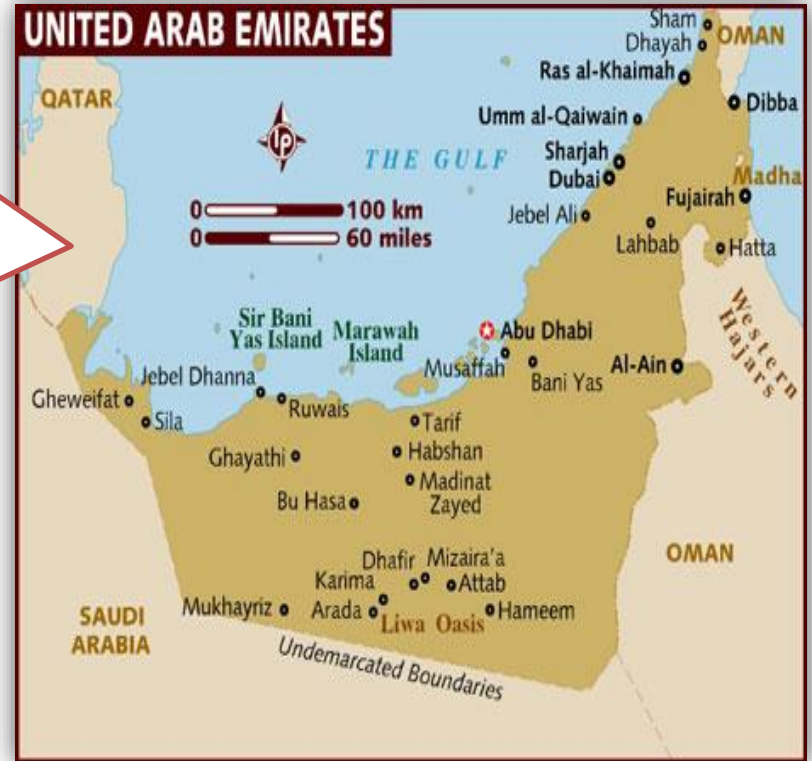 UNITED ARAB EMIRATES
Sham
OMAN
Dhayah
QATAR
Ras al-Khaimah
Dibba
Umm al-Qaiwain
lp
THE GULF
Sharjah
Dubai
Madha
Fujairah
0 100 km
0 60 miles
Jebel Ali
Lahbab
Hatta
Western
Hajars
Sir Bani
Yas Island
Marawah
Island
Abu Dhabi
Musaffah
Bani Yas
Al-Ain
Jebel Dhanna
Gheweifat
Ruwais
Sila
Tarif
Ghayathi
Habshan
Madinat
Zayed
Bu Hasa
OMAN
Dhafir
Mizaira'a
Karima
Attab
Mukhayriz
Arada
Hameem
Liwa Oasis
SAUDI
ARABIA
Undemarcated Boundaries